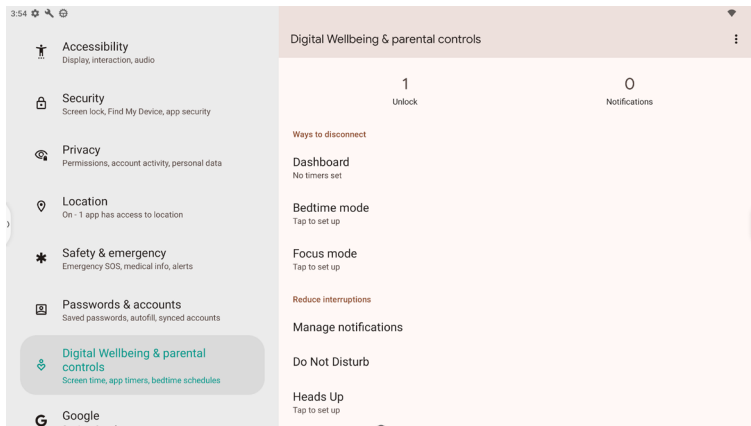 3:54
Accessibility
Display, interaction, audio
Security
Screen lock, Find My Device, app security
Privacy
Permissions, account activity, personal data
Location
On - 1 app has access to location
Safety & emergency
Emergency SOS, medical info, alerts
Passwords & accounts
Saved passwords, autofill, synced accounts
Digital Wellbeing & parental
controls
Screen time, app timers, bedtime schedules
Google
Digital Wellbeing & parental controls
1
Unlock
0
Notifications
Ways to disconnect
Dashboard
No timers set
Bedtime mode
Tap to set up
Focus mode
Tap to set up
Reduce interruptions
Manage notifications
Do Not Disturb
Heads Up
Tap to set up